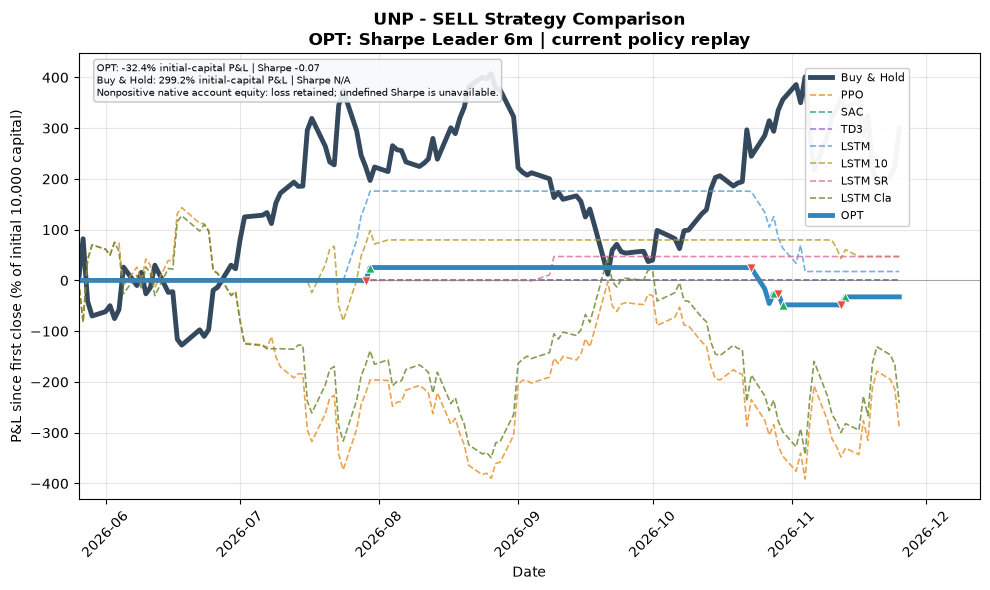 UNP - SELL Strategy Comparison
OPT: Sharpe Leader 6m | current policy replay
OPT: -32.4% initial-capital P&L | Sharpe -0.07
Buy & Hold: 299.2% initial-capital P&L | Sharpe N/A
Nonpositive native account equity: loss retained; undefined Sharpe is unavailable.
Buy & Hold
PPO
SAC
TD3
LSTM
LSTM 10
LSTM SR
LSTM Cla
OPT
P&L since first close (% of initial 10,000 capital)
400
300
200
100
0
−100
−200
−300
−400
2026-06
2026-07
2026-08
2026-09
2026-10
2026-11
2026-12
Date